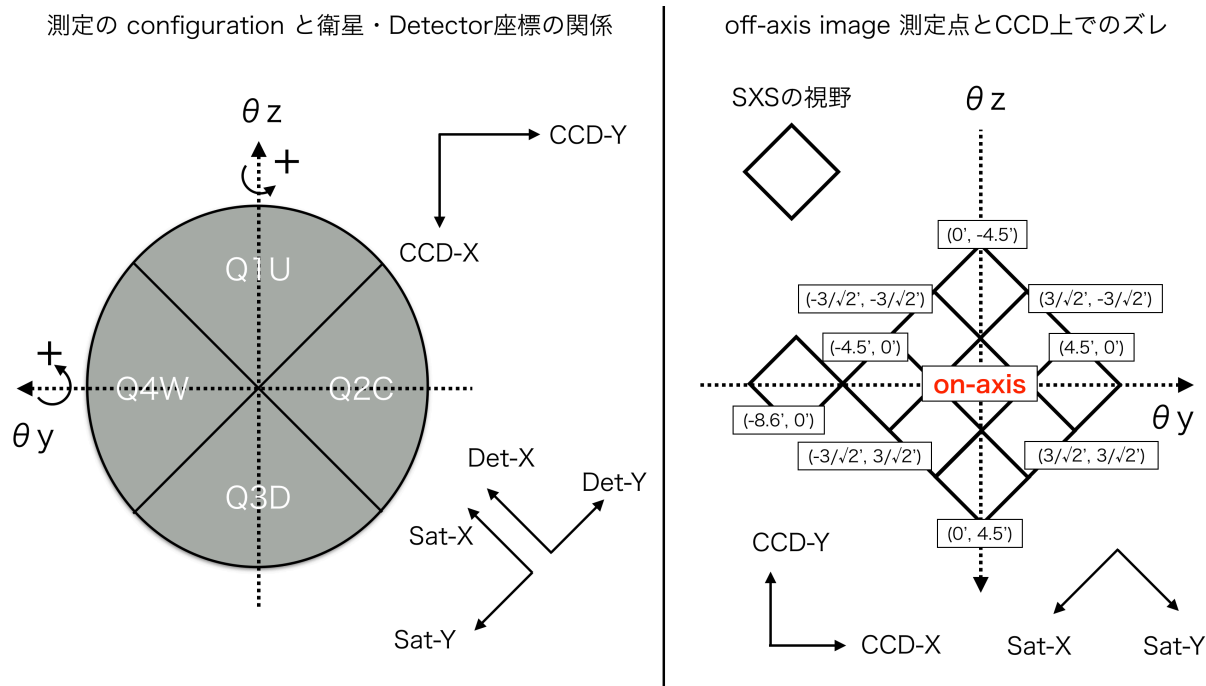 測定の configuration と衛星・Detector座標の関係
θz
+
CCD-Y
CCD-X
Q1U
+
Q4W
Q2C
θy
Q3D
Det-X
Det-Y
Sat-X
Sat-Y
off-axis image 測定点とCCD上でのズレ
SXSの視野
θz
(0', -4.5')
(-3/√2', -3/√2')
(3/√2', -3/√2')
(-4.5', 0')
(4.5', 0')
on-axis
(-8.6', 0')
θy
(-3/√2', 3/√2')
(3/√2', 3/√2')
(0', 4.5')
CCD-Y
CCD-X
Sat-X
Sat-Y